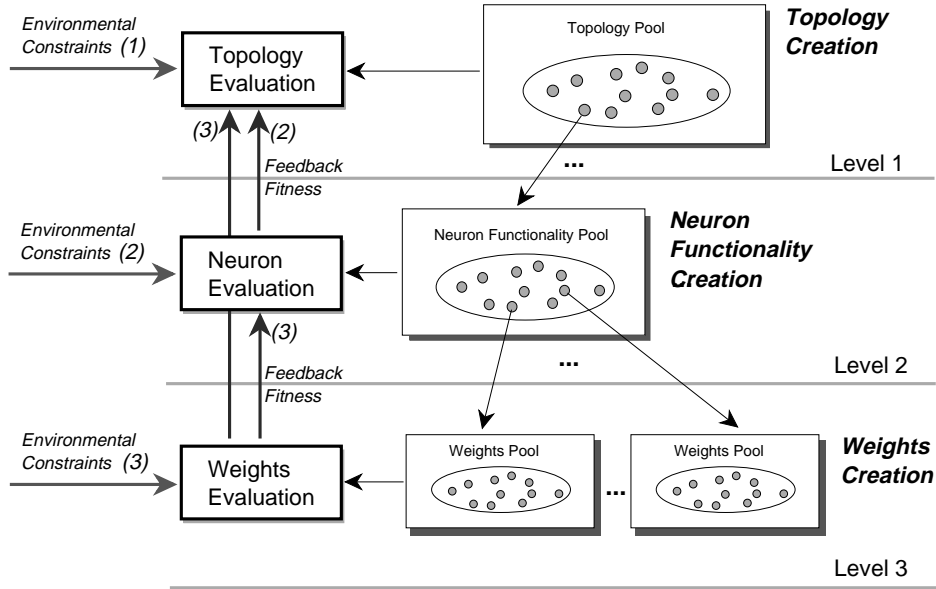 Environmental
Constraints (1)
Topology
Evaluation
Topology Pool
Topology
Creation
(3)
(2)
Feedback
Fitness
...
Level 1
Environmental
Constraints (2)
Neuron
Evaluation
Neuron Functionality Pool
Neuron
Functionality
Creation
(3)
Feedback
Fitness
...
Level 2
Environmental
Constraints (3)
Weights
Evaluation
Weights Pool
...
Weights Pool
Weights
Creation
Level 3